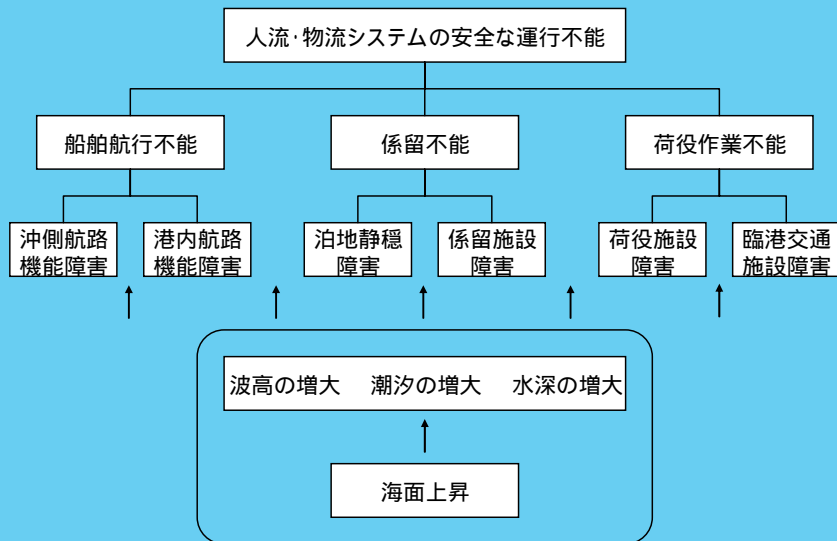 人流・物流システムの安全な運行不能
船舶航行不能
係留不能
荷役作業不能
沖側航路
機能障害
港内航路
機能障害
泊地静穏
障害
係留施設
障害
荷役施設
障害
臨港交通
施設障害
波高の増大 潮汐の増大 水深の増大
海面上昇